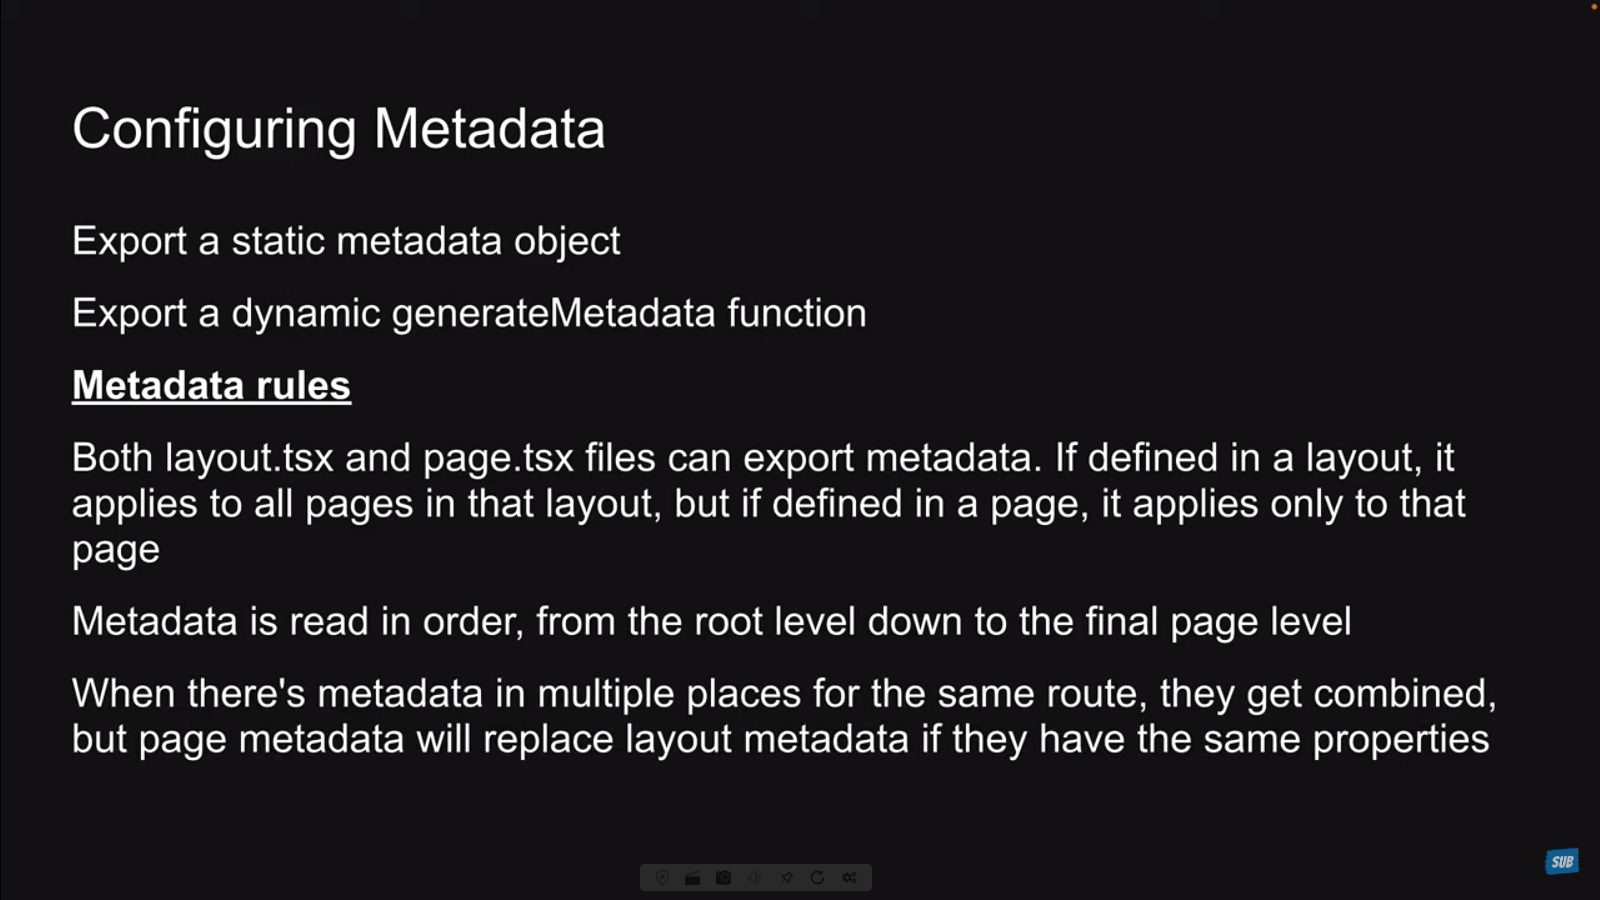 Configuring Metadata
Export a static metadata object
Export a dynamic generateMetadata function
Metadata rules
Both layout.tsx and page.tsx files can export metadata. If defined in a layout, it
applies to all pages in that layout, but if defined in a page, it applies only to that
page
Metadata is read in order, from the root level down to the final page level
When there's metadata in multiple places for the same route, they get combined,
but page metadata will replace layout metadata if they have the same properties
SUB